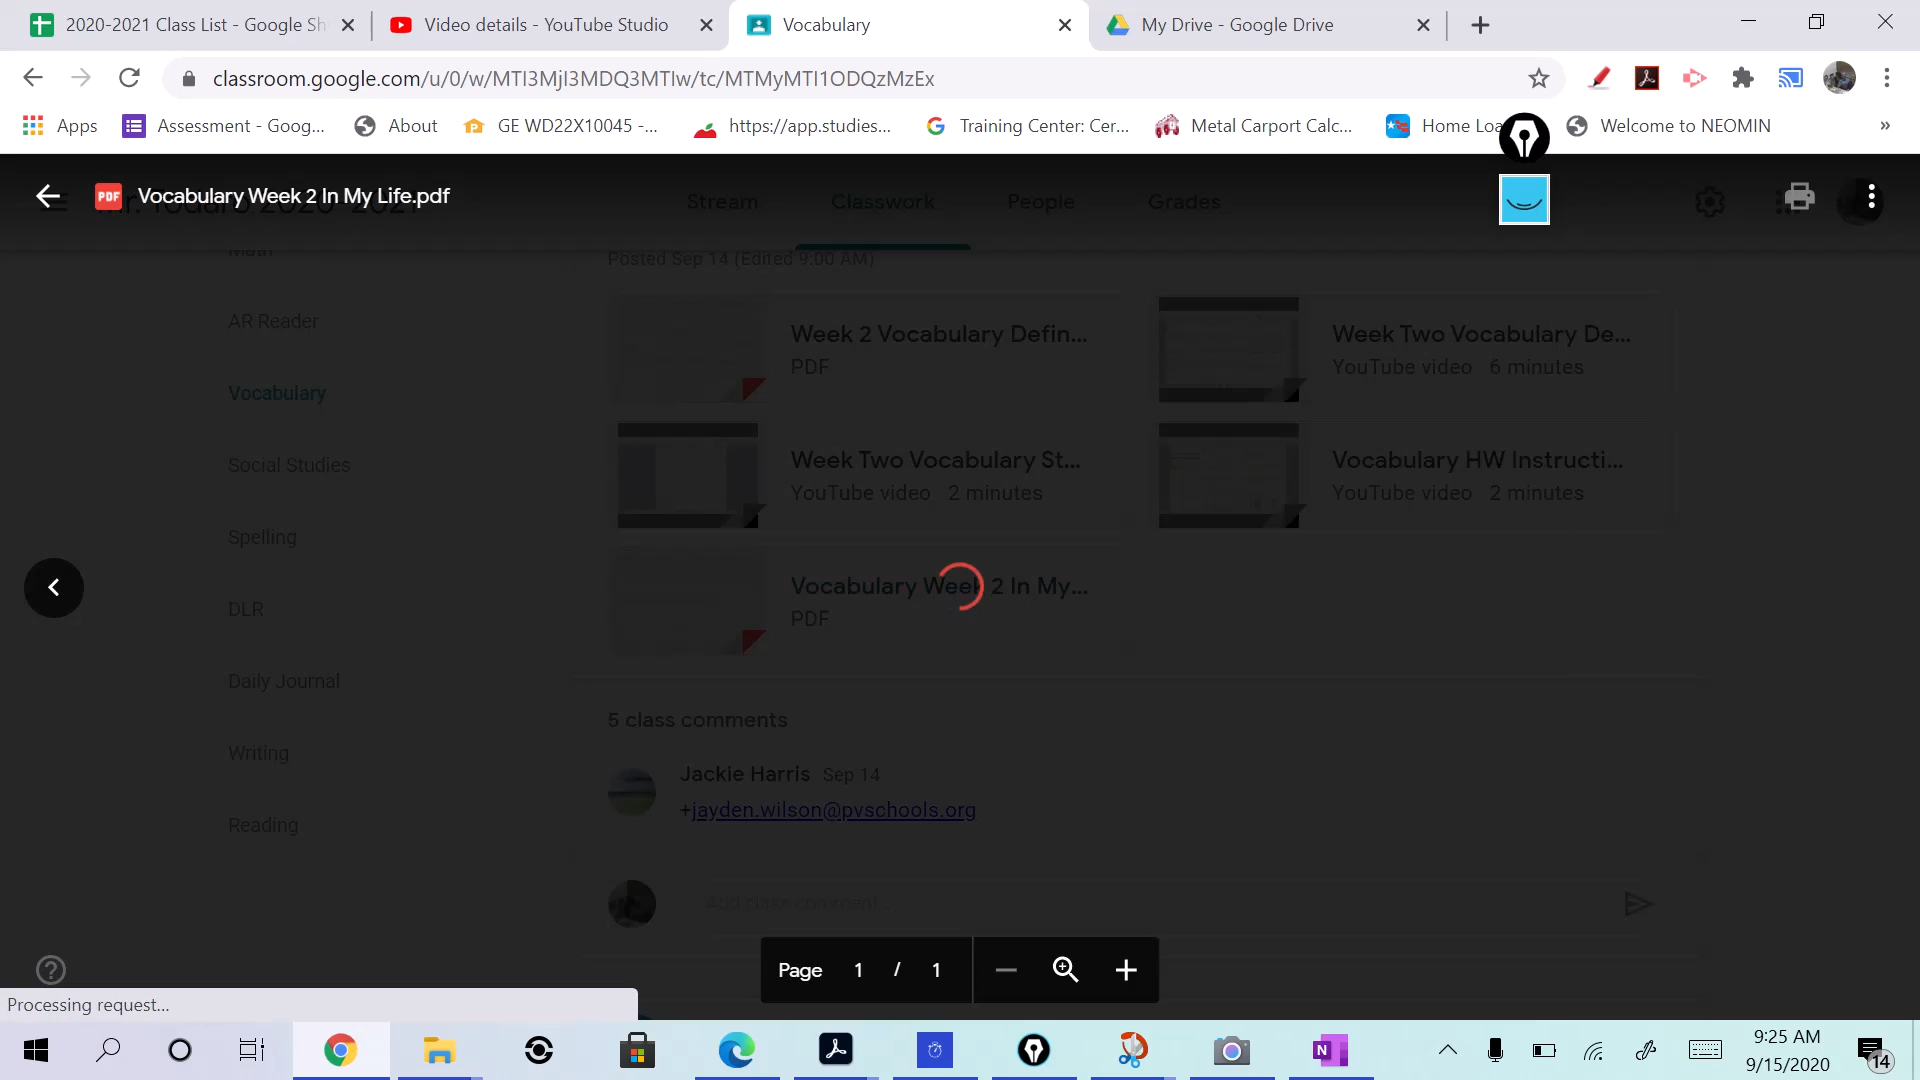 2020-2021 Class List - Google Sh
Video details - YouTube Studio
Vocabulary
My Drive - Google Drive
classroom.google.com/u/0/w/MTI3MjI3MDQ3MTIw/tc/MTMyMTI1ODQzMzEx
Apps
Assessment - Goog...
About
GE WD22X10045 -...
https://app.studies...
Training Center: Cer...
Metal Carport Calc...
Home Loa
Welcome to NEOMIN
»
PDF
Vocabulary Week 2 In My Life.pdf
Stream
Classwork
People
Grades
Math
Posted Sep 14 (Edited 9:00 AM)
AR Reader
Vocabulary
Social Studies
Spelling
DLR
Daily Journal
Writing
Reading
Week 2 Vocabulary Defin...
PDF
Week Two Vocabulary De...
YouTube video 6 minutes
Week Two Vocabulary St...
YouTube video 2 minutes
Vocabulary HW Instructi...
YouTube video 2 minutes
Vocabulary Week 2 In My...
PDF
5 class comments
Jackie Harris Sep 14
+jayden.wilson@pvschools.org
Add class comment...
Page 1 / 1
Processing request...
9:25 AM
9/15/2020
14